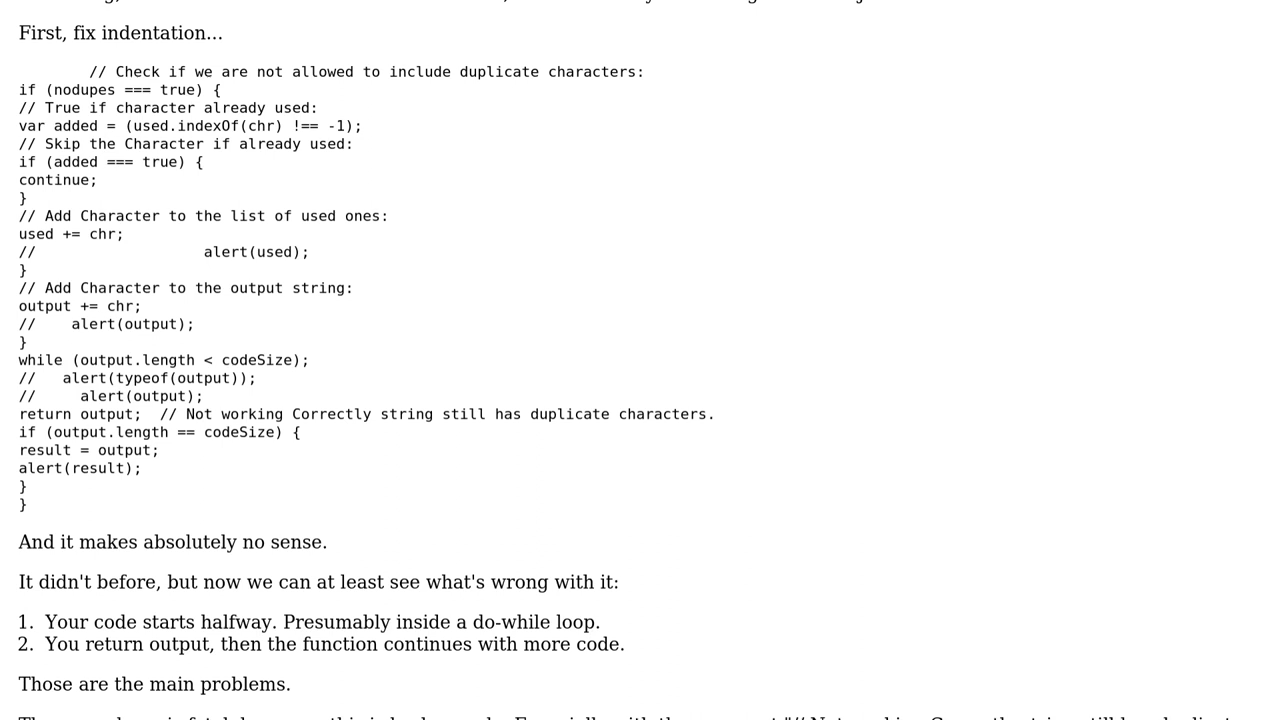 First, fix indentation...
        // Check if we are not allowed to include duplicate characters:
if (nodupes === true) {
// True if character already used:
var added = (used.indexOf(chr) !== -1);
// Skip the Character if already used:
if (added === true) {
continue;
}
// Add Character to the list of used ones:
used += chr;
//                   alert(used);
}
// Add Character to the output string:
output += chr;
//    alert(output);
}
while (output.length < codeSize);
//   alert(typeof(output));
//     alert(output);
return output;  // Not working Correctly string still has duplicate characters.
if (output.length == codeSize) {
result = output;
alert(result);
}
}
And it makes absolutely no sense.
It didn't before, but now we can at least see what's wrong with it:
1. Your code starts halfway. Presumably inside a do-while loop.
2. You return output, then the function continues with more code.
Those are the main problems.